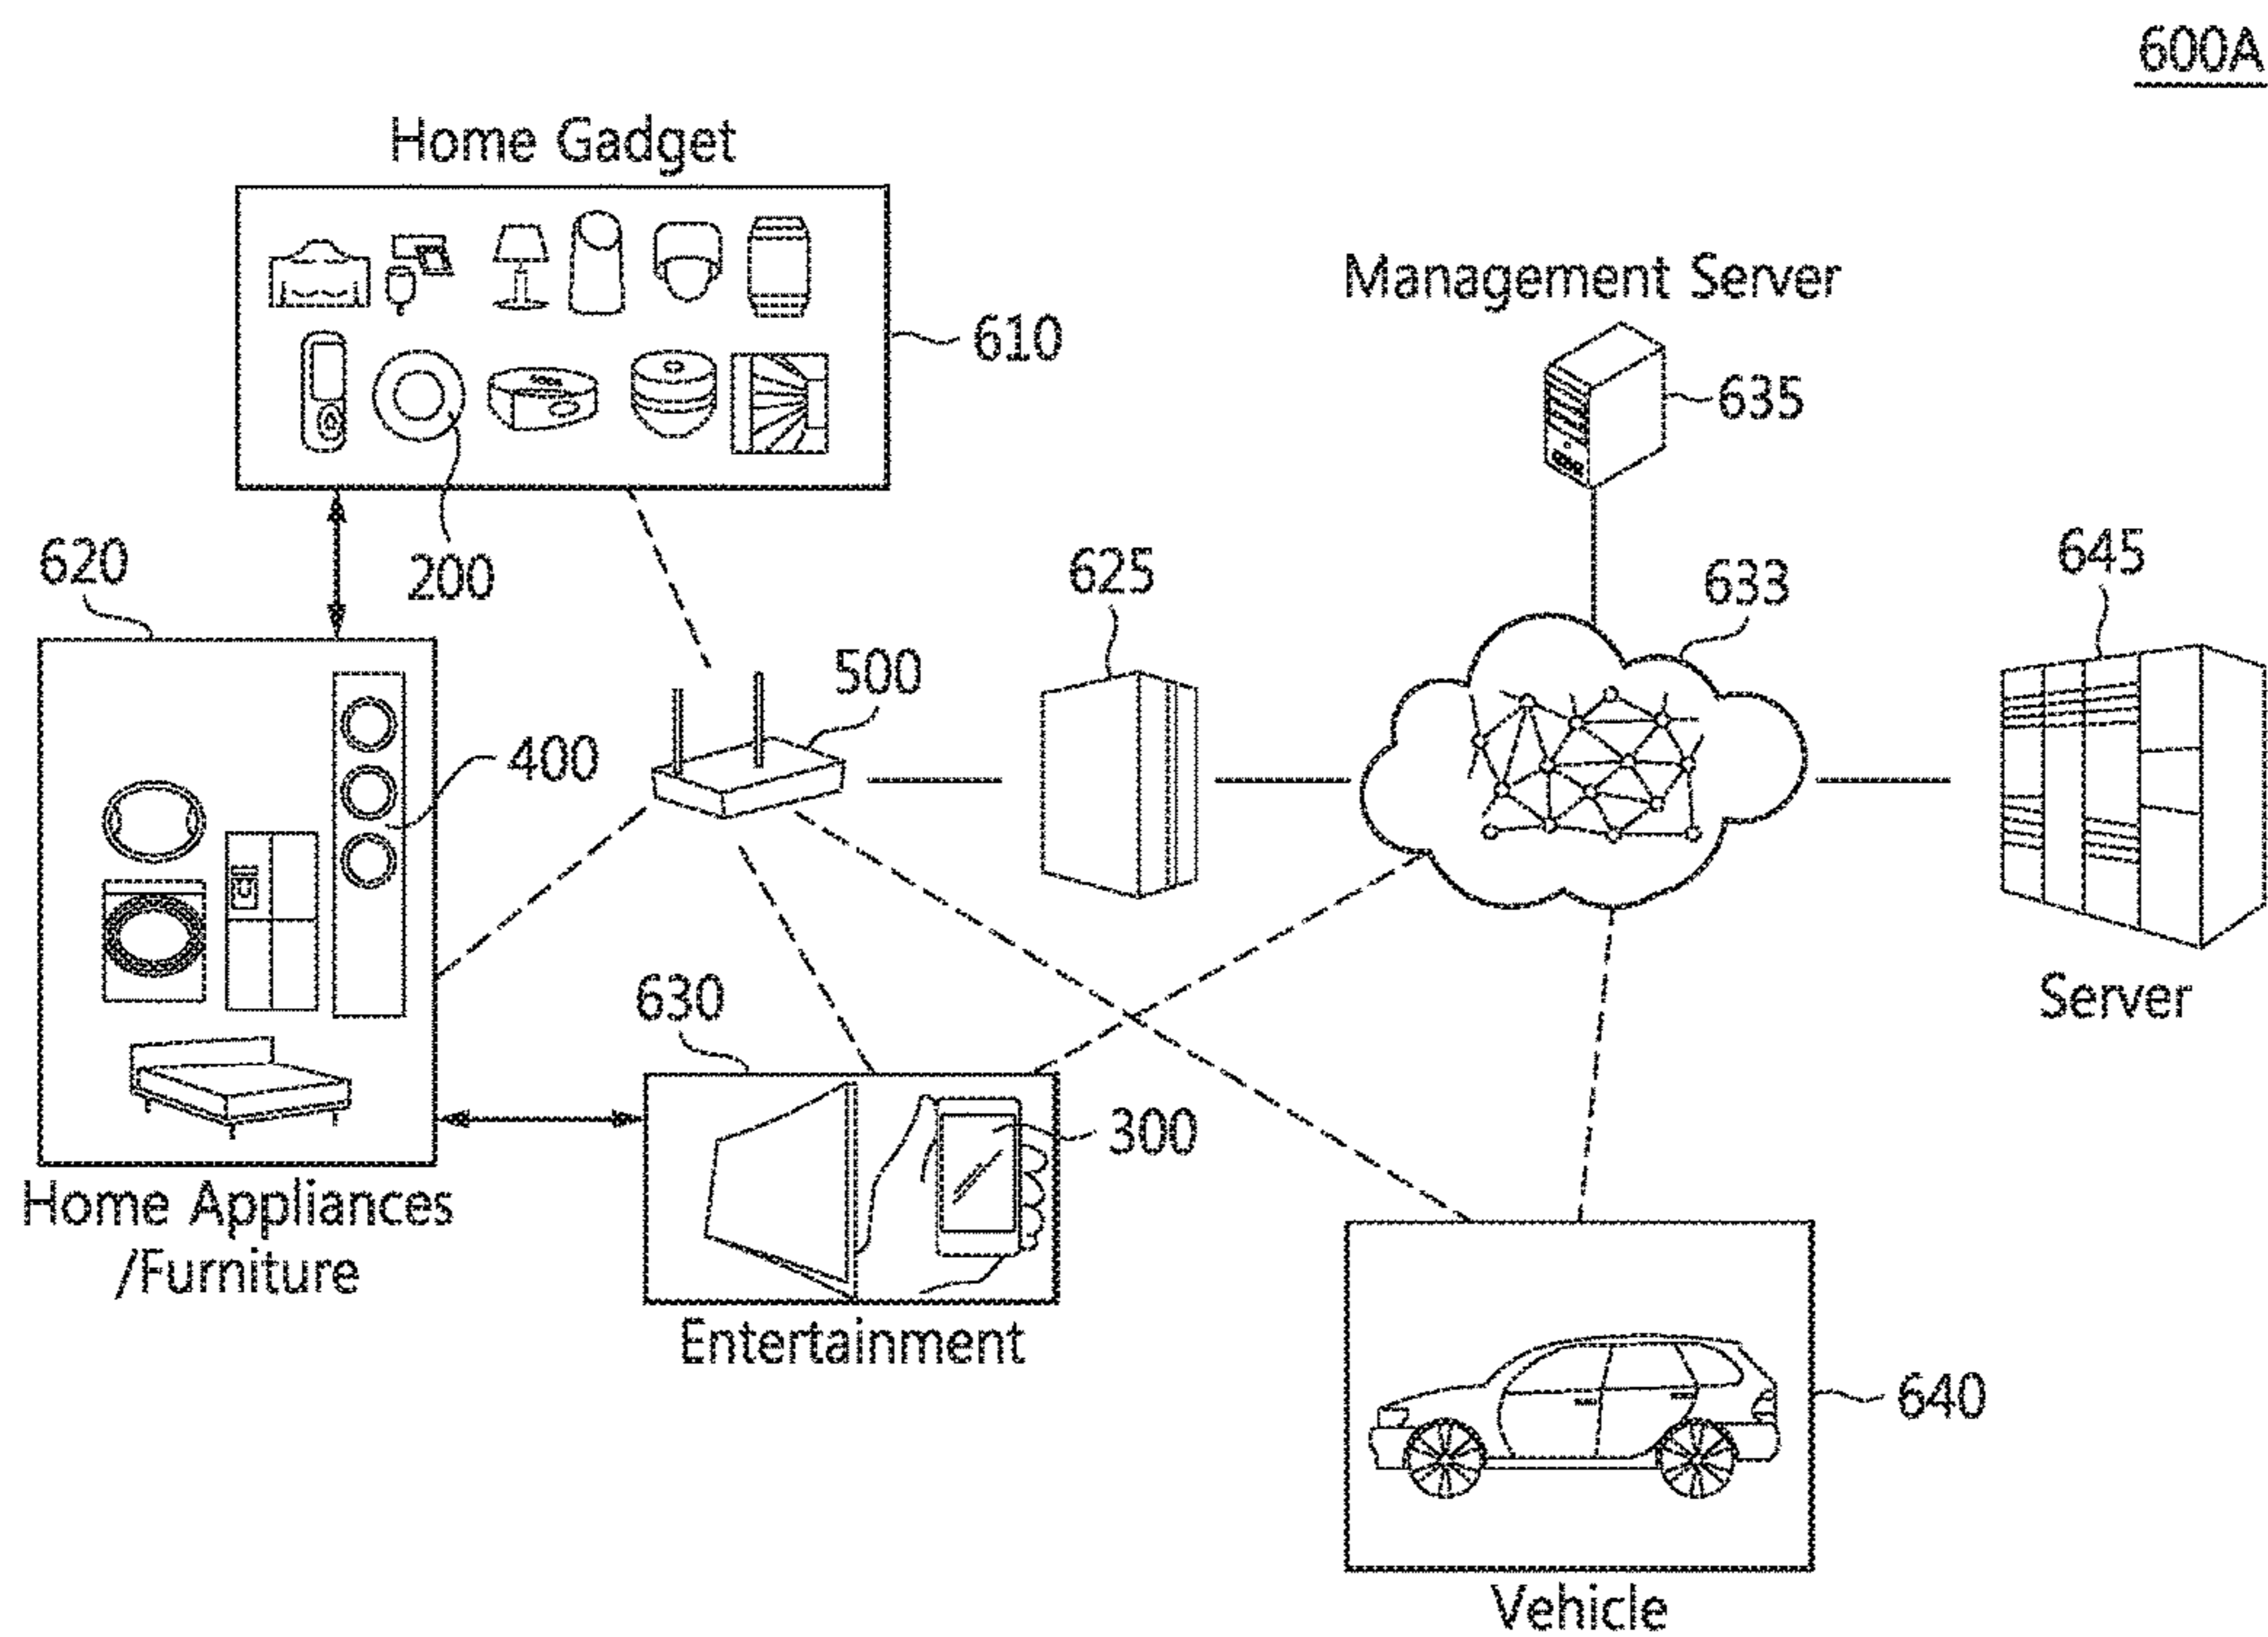 600A
Home Gadget
610
Management Server
635
620
200
625
633
645
500
400
630
Server
300
Home Appliances
/Furniture
Entertainment
640
Vehicle